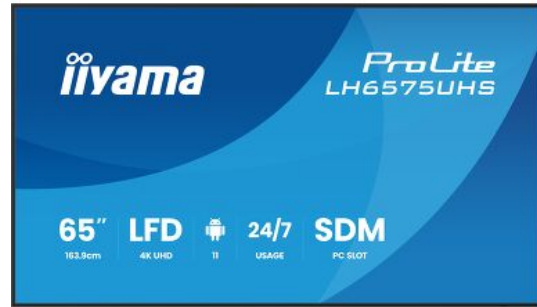 iiyama
ProLite
LH6575UHS
65" LFD 24/7 SDM
163.9cm 4K UHD 11 USAGE PC SLOT